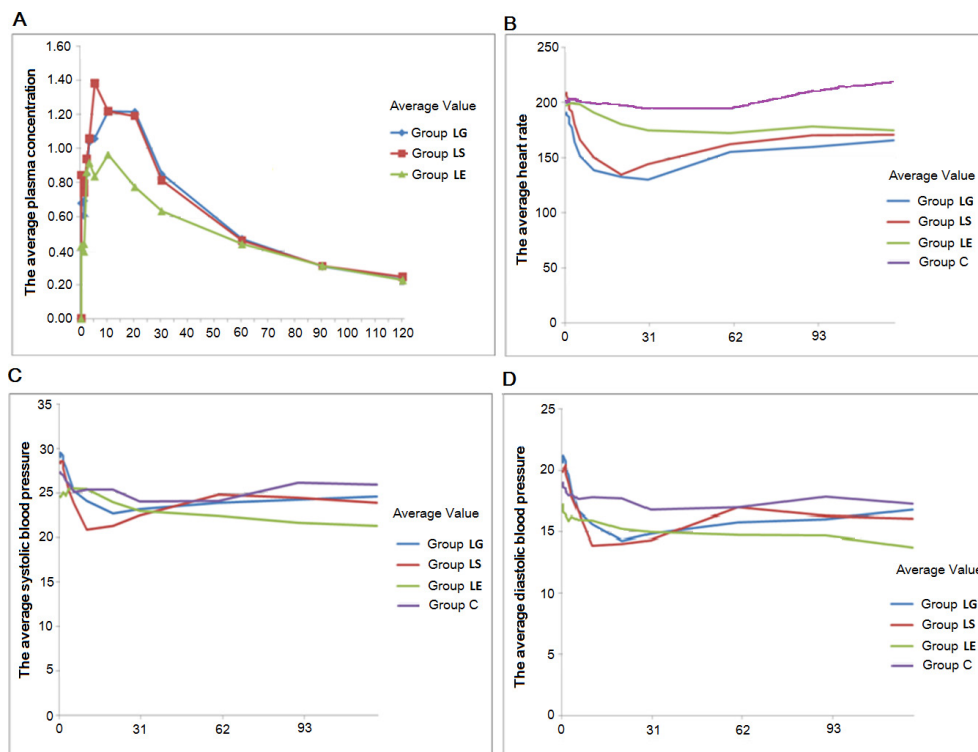 A
The average plasma concentration
1.60
1.40
1.20
1.00
0.80
0.60
0.40
0.20
0.00
0 10 20 30 40 50 60 70 80 90 100 110 120
Average Value
Group LG
Group LS
Group LE
B
The average heart rate
250
200
150
100
50
0
0 31 62 93
Average Value
Group LG
Group LS
Group LE
Group C
C
The average systolic blood pressure
35
30
25
20
15
10
5
0
0 31 62 93
Average Value
Group LG
Group LS
Group LE
Group C
D
The average diastolic blood pressure
25
20
15
10
5
0
0 31 62 93
Average Value
Group LG
Group LS
Group LE
Group C